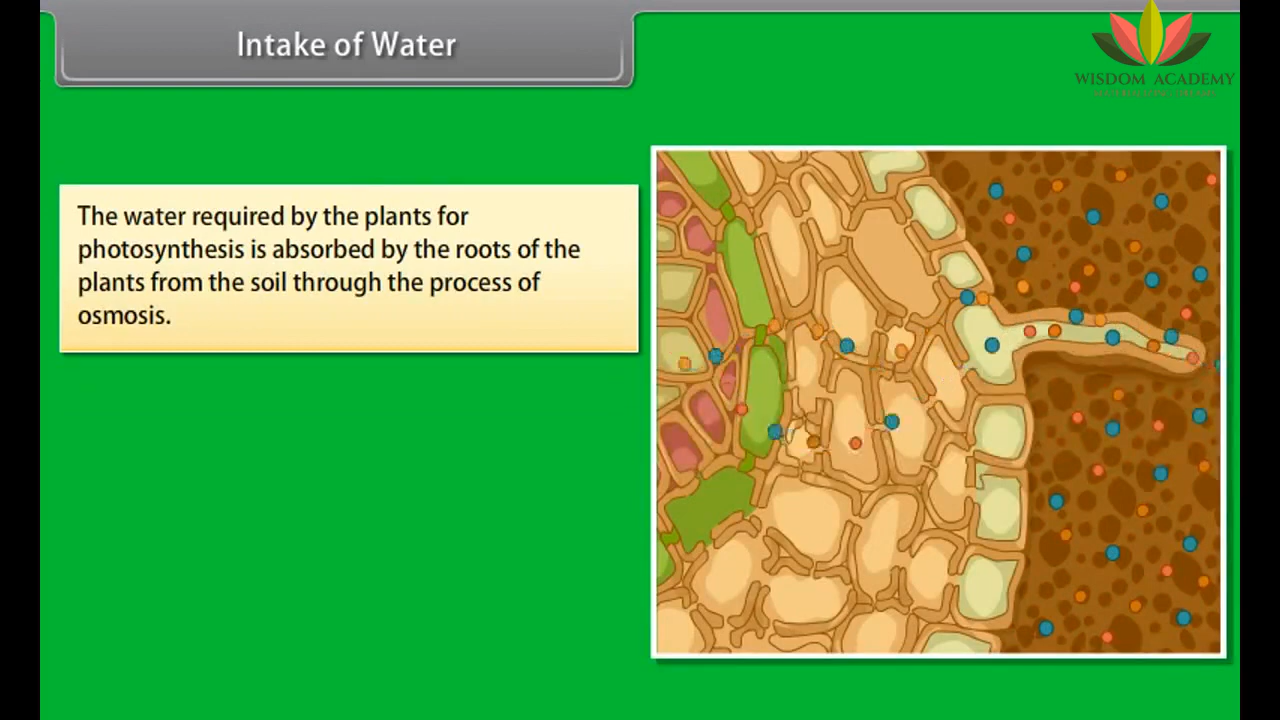 Intake of Water
WISDOM ACADEMY
The water required by the plants for
photosynthesis is absorbed by the roots of the
plants from the soil through the process of
osmosis.